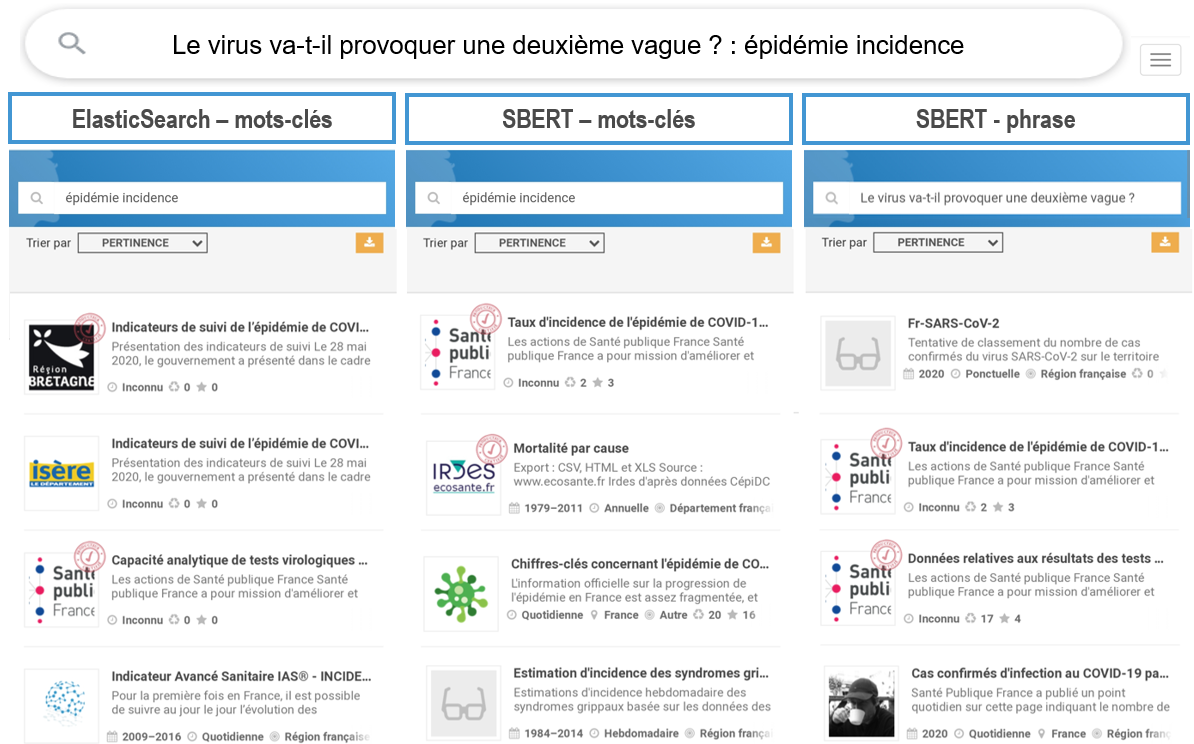 Le virus va-t-il provoquer une deuxième vague ? : épidémie incidence
ElasticSearch – mots-clés
épidémie incidence
Trier par
PERTINENCE
Région
BRETAGNE
Indicateurs de suivi de l'épidémie de COVI...
Présentation des indicateurs de suivi Le 28 mai
2020, le gouvernement a présenté dans le cadre
Inconnu 0 0
isère
LE DÉPARTEMENT
Indicateurs de suivi de l'épidémie de COVI...
Présentation des indicateurs de suivi Le 28 mai
2020, le gouvernement a présenté dans le cadre
Inconnu 0 0
Santé
publi
France
Capacité analytique de tests virologiques ...
Les actions de Santé publique France Santé
publique France a pour mission d'améliorer et
Inconnu 0 0
Indicateur Avancé Sanitaire IAS® - INCIDE...
Pour la première fois en France, il est possible
de suivre au jour le jour l'évolution des
2009–2016 Quotidienne Région française
SBERT – mots-clés
épidémie incidence
Trier par
PERTINENCE
Santé
publi
France
Taux d'incidence de l'épidémie de COVID-1...
Les actions de Santé publique France Santé
publique France a pour mission d'améliorer et
Inconnu 2 3
IRDES
ecosante.fr
Mortalité par cause
Export : CSV, HTML et XLS Source :
www.ecosante.fr Irdes d'après données CépiDC
1979–2011 Annuelle Département frança
Chiffres-clés concernant l'épidémie de CO...
L'information officielle sur la progression de
l'épidémie en France est assez fragmentée, et
Quotidienne France Autre 20 16
Estimation d'incidence des syndromes gri...
Estimations d'incidence hebdomadaire des
syndromes grippaux basée sur les données des
1984–2014 Hebdomadaire Région frança
SBERT - phrase
Le virus va-t-il provoquer une deuxième vague ?
Trier par
PERTINENCE
Fr-SARS-CoV-2
Tentative de classement du nombre de cas
confirmés du virus SARS-CoV-2 sur le territoire
2020 Ponctuelle Région française 0
Santé
publi
France
Taux d'incidence de l'épidémie de COVID-1...
Les actions de Santé publique France Santé
publique France a pour mission d'améliorer et
Inconnu 2 3
Santé
publi
France
Données relatives aux résultats des tests ...
Les actions de Santé publique France Santé
publique France a pour mission d'améliorer et
Inconnu 17 4
Cas confirmés d'infection au COVID-19 pa...
Santé Publique France a publié un point
quotidien sur cette page indiquant le nombre de
2020 Quotidienne France Région fran